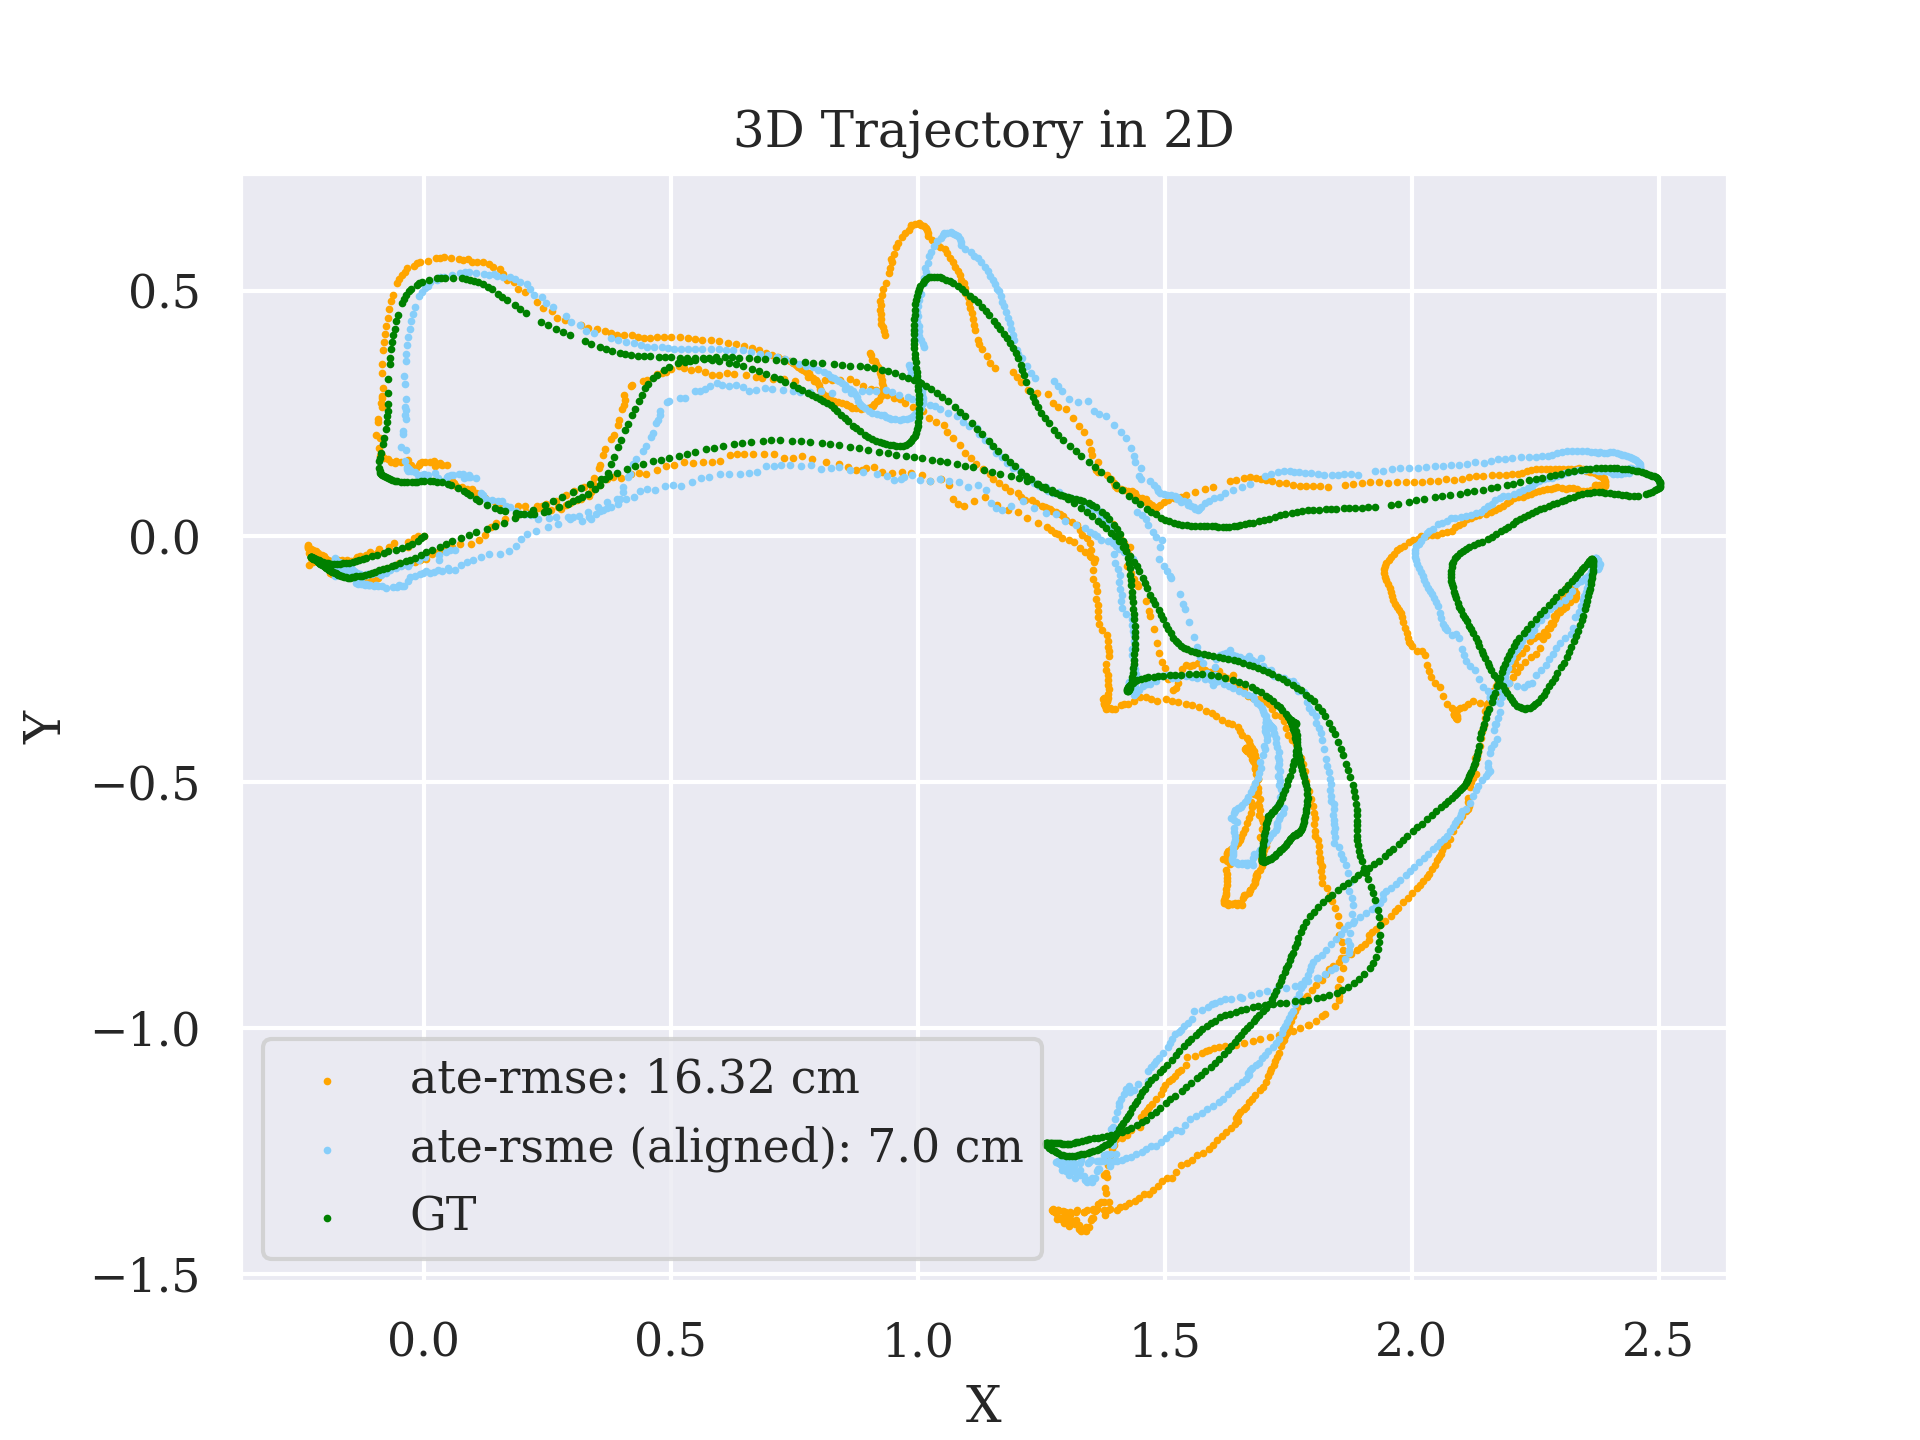 3D Trajectory in 2D
0.5
0.0
−0.5
−1.0
−1.5
Y
ate-rmse: 16.32 cm
ate-rsme (aligned): 7.0 cm
GT
0.0 0.5 1.0 1.5 2.0 2.5
X